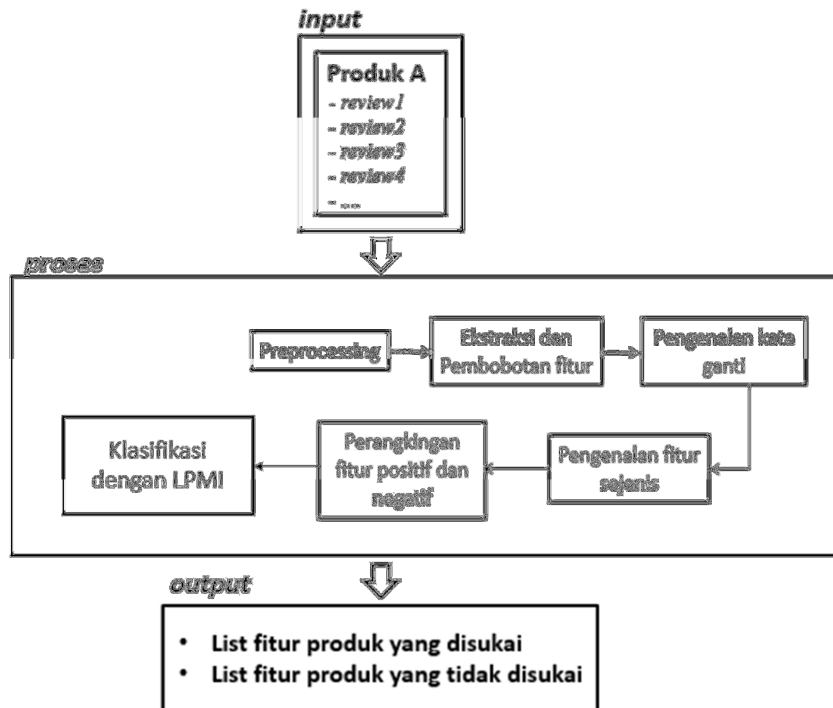 input
Produk A
- review1
- review2
- review3
- review4
proses
Preprocessing
Ekstraksi dan
Pembobotan fitur
Pengenalan kata
ganti
Pengenalan fitur
sejenis
Perangkingan
fitur positif dan
negatif
Klasifikasi
dengan LPMI
output
• List fitur produk yang disukai
• List fitur produk yang tidak disukai